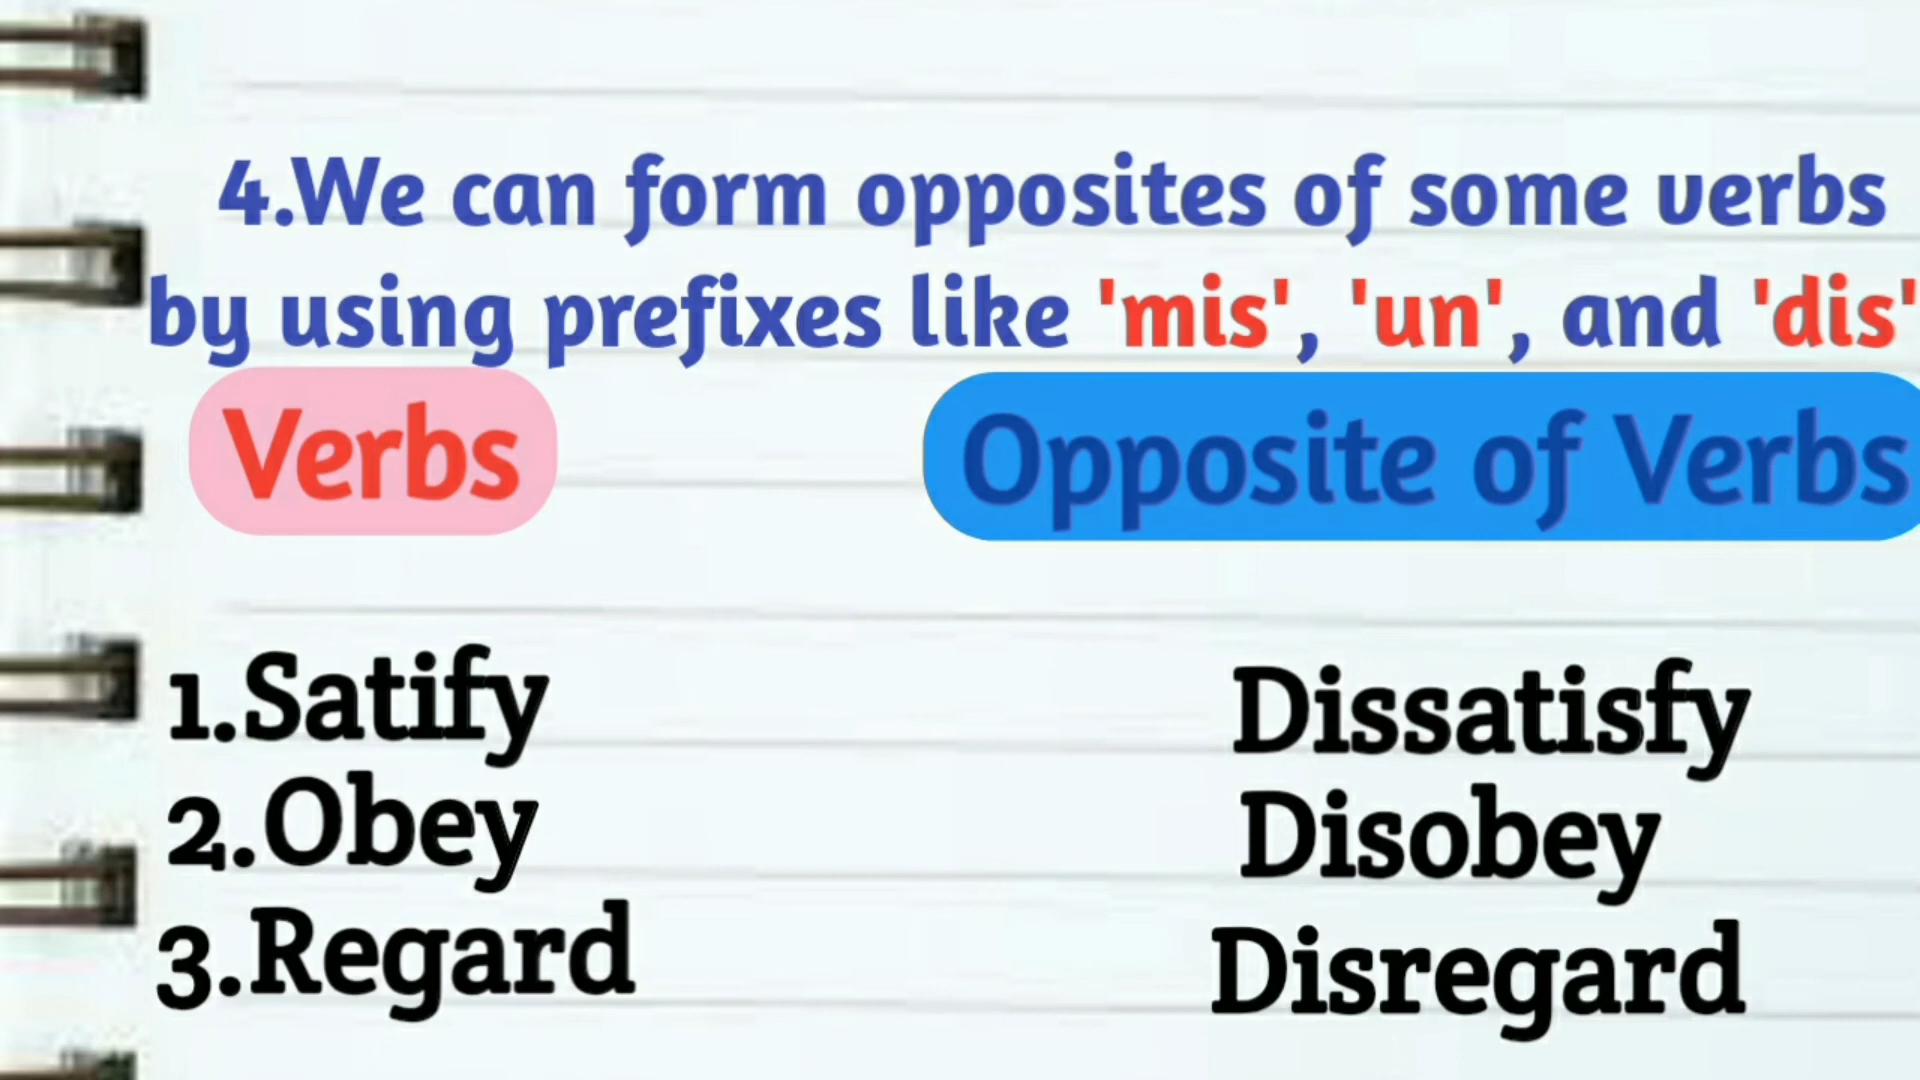 4.We can form opposites of some verbs
by using prefixes like 'mis', 'un', and 'dis'
Verbs Opposite of Verbs
1.Satify Dissatisfy
2.Obey Disobey
3.Regard Disregard